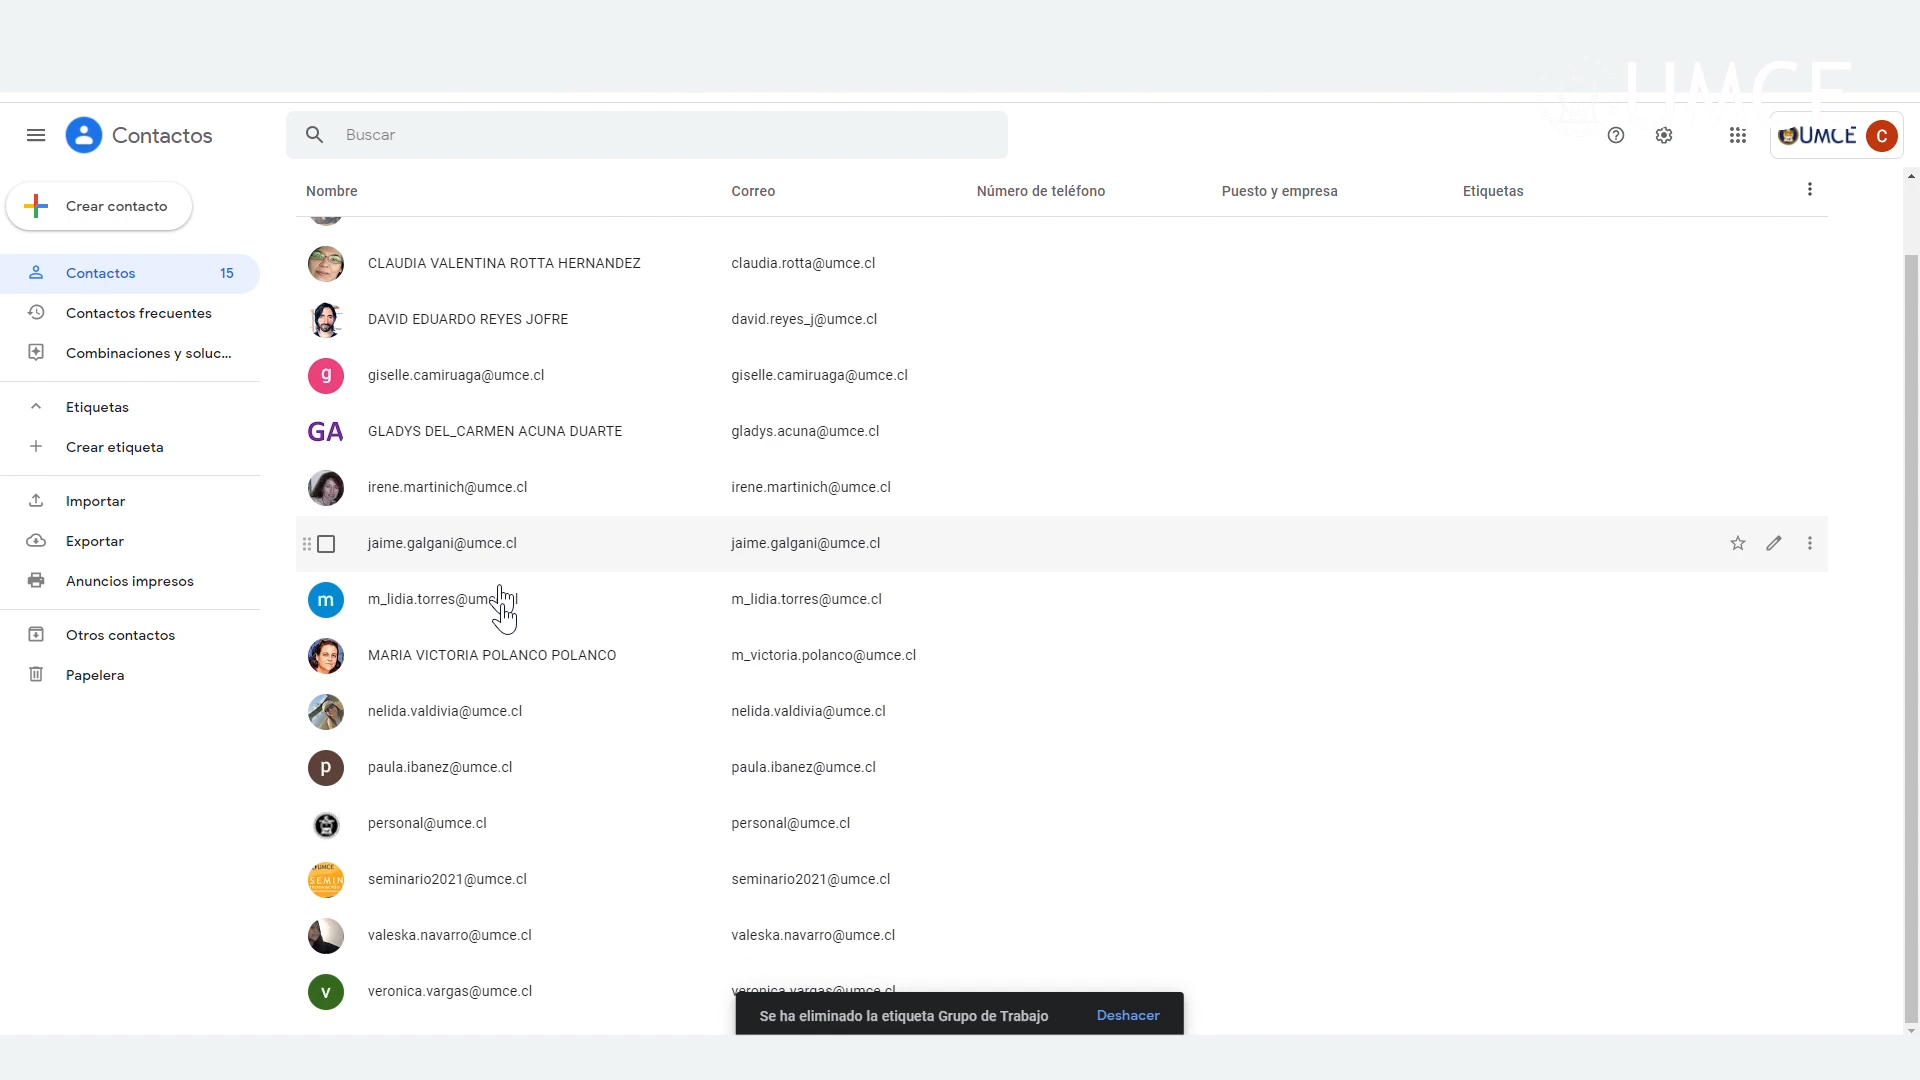 UMCE
Contactos
Buscar
UMCE
C
Crear contacto
Contactos 15
Contactos frecuentes
Combinaciones y soluc...
Etiquetas
Crear etiqueta
Importar
Exportar
Anuncios impresos
Otros contactos
Papelera
Nombre Correo Número de teléfono Puesto y empresa Etiquetas
CLAUDIA VALENTINA ROTTA HERNANDEZ claudia.rotta@umce.cl
DAVID EDUARDO REYES JOFRE david.reyes_j@umce.cl
g giselle.camiruaga@umce.cl giselle.camiruaga@umce.cl
GA GLADYS DEL_CARMEN ACUNA DUARTE gladys.acuna@umce.cl
irene.martinich@umce.cl irene.martinich@umce.cl
jaime.galgani@umce.cl jaime.galgani@umce.cl
m m_lidia.torres@umce.cl m_lidia.torres@umce.cl
MARIA VICTORIA POLANCO POLANCO m_victoria.polanco@umce.cl
nelida.valdivia@umce.cl nelida.valdivia@umce.cl
p paula.ibanez@umce.cl paula.ibanez@umce.cl
personal@umce.cl personal@umce.cl
UMCE
SEMIN
seminario2021@umce.cl seminario2021@umce.cl
valeska.navarro@umce.cl valeska.navarro@umce.cl
v veronica.vargas@umce.cl veronica.vargas@umce.cl
Se ha eliminado la etiqueta Grupo de Trabajo Deshacer